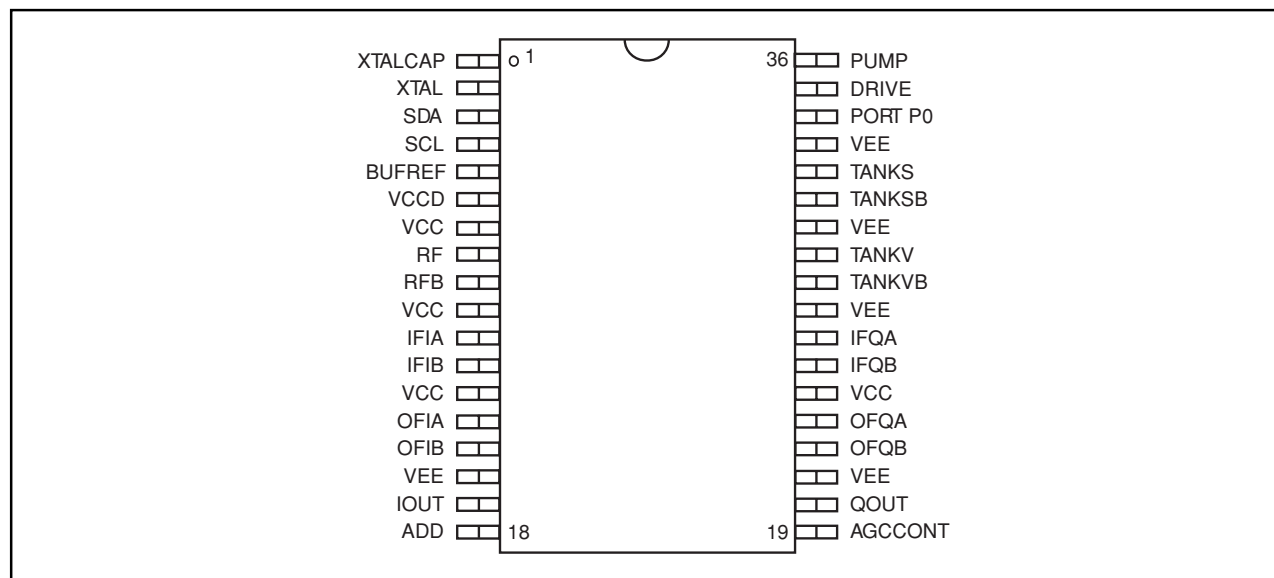 XTALCAP 1 36 PUMP
XTAL DRIVE
SDA PORT P0
SCL VEE
BUFREF TANKS
VCCD TANKSB
VCC VEE
RF TANKV
RFB TANKVB
VCC VEE
IFIA IFQA
IFIB IFQB
VCC VCC
OFIA OFQA
OFIB OFQB
VEE VEE
IOUT QOUT
ADD 18 19 AGCCONT